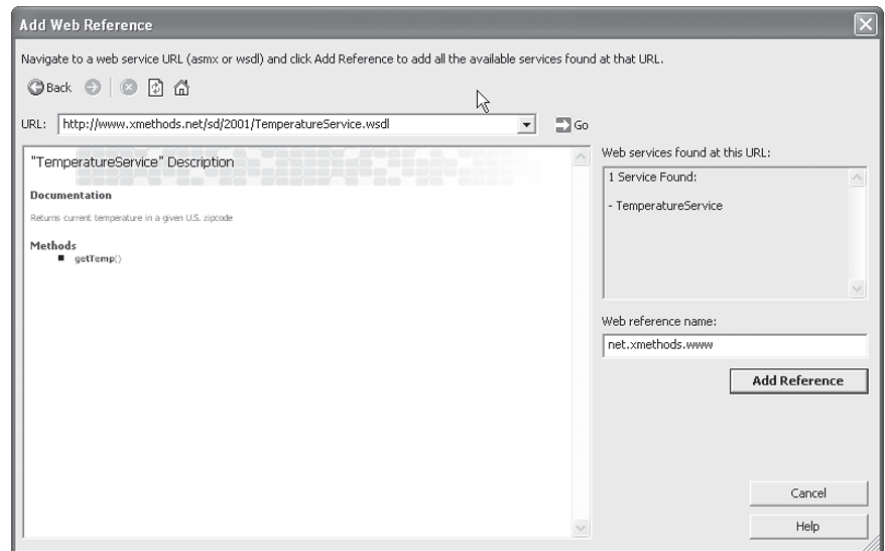 Add Web Reference
Navigate to a web service URL (asmx or wsdl) and click Add Reference to add all the available services found at that URL.
Back
URL: http://www.xmethods.net/sd/2001/TemperatureService.wsdl Go
"TemperatureService" Description
Documentation
Returns current temperature in a given U.S. zipcode
Methods
getTemp()
Web services found at this URL:
1 Service Found:
- TemperatureService
Web reference name:
net.xmethods.www
Add Reference
Cancel
Help